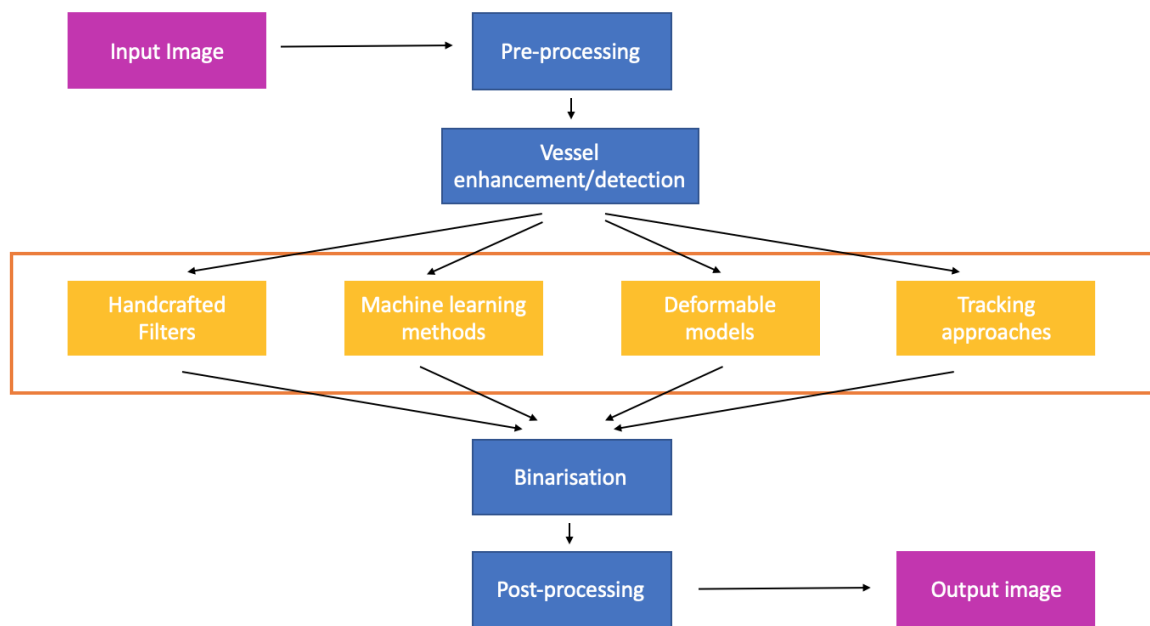 Input Image
Pre-processing
Vessel
enhancement/detection
Handcrafted
Filters
Machine learning
methods
Deformable
models
Tracking
approaches
Binarisation
Post-processing
Output image